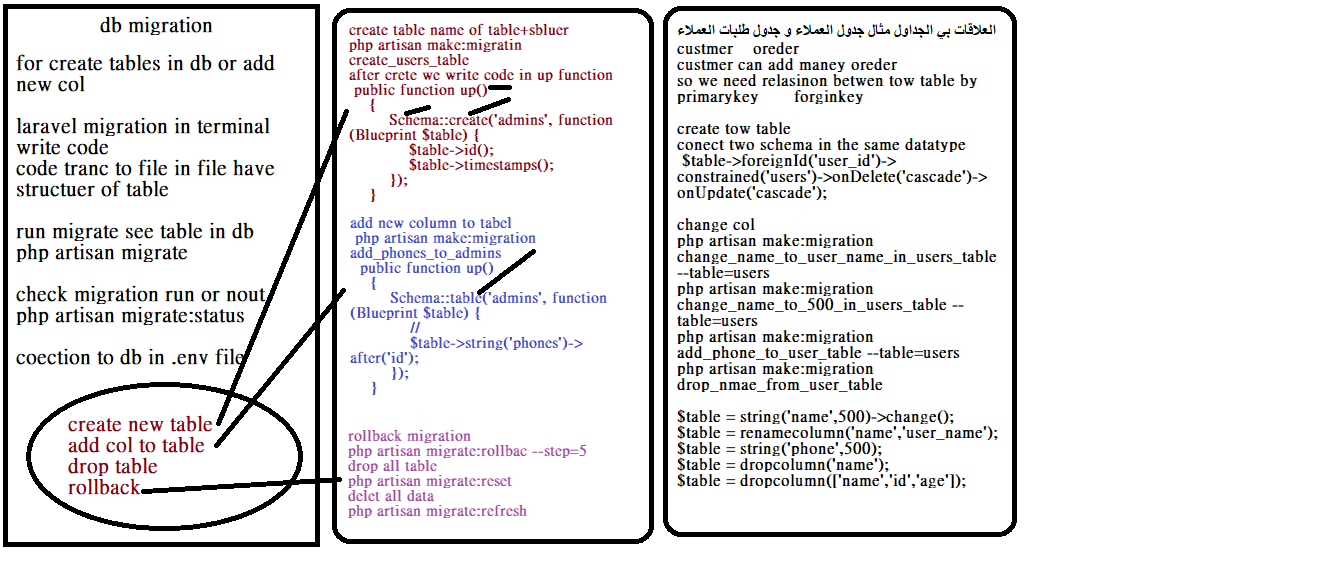 db migration
for create tables in db or add
new col
laravel migration in terminal
write code
code tranc to file in file have
structuer of table
run migrate see table in db
php artisan migrate
check migration run or nout
php artisan migrate:status
coection to db in .env file
create new table
add col to table
drop table
rollback
create table name of table+sbluer
php artisan make:migratin
create_users_table
after crete we write code in up function
public function up()
{
Schema::create('admins', function
(Blueprint $table) {
$table->id();
$table->timestamps();
});
}
add new column to tabel
php artisan make:migration
add_phones_to_admins
public function up()
{
Schema::table('admins', function
(Blueprint $table) {
//
$table->string('phones')->
after('id');
});
}
rollback migration
php artisan migrate:rollbac --step=5
drop all table
php artisan migrate:reset
delet all data
php artisan migrate:refresh
العلاقات بي الجداول مثال جدول العملاء و جدول طلبات العملاء
custmer oreder
custmer can add maney oreder
so we need relasinon betwen tow table by
primarykey forginkey
create tow table
conect two schema in the same datatype
$table->foreignId('user_id')->
constrained('users')->onDelete('cascade')->
onUpdate('cascade');
change col
php artisan make:migration
change_name_to_user_name_in_users_table
--table=users
php artisan make:migration
change_name_to_500_in_users_table --
table=users
php artisan make:migration
add_phone_to_user_table --table=users
php artisan make:migration
drop_nmae_from_user_table
$table = string('name',500)->change();
$table = renamecolumn('name','user_name');
$table = string('phone',500);
$table = dropcolumn('name');
$table = dropcolumn(['name','id','age']);